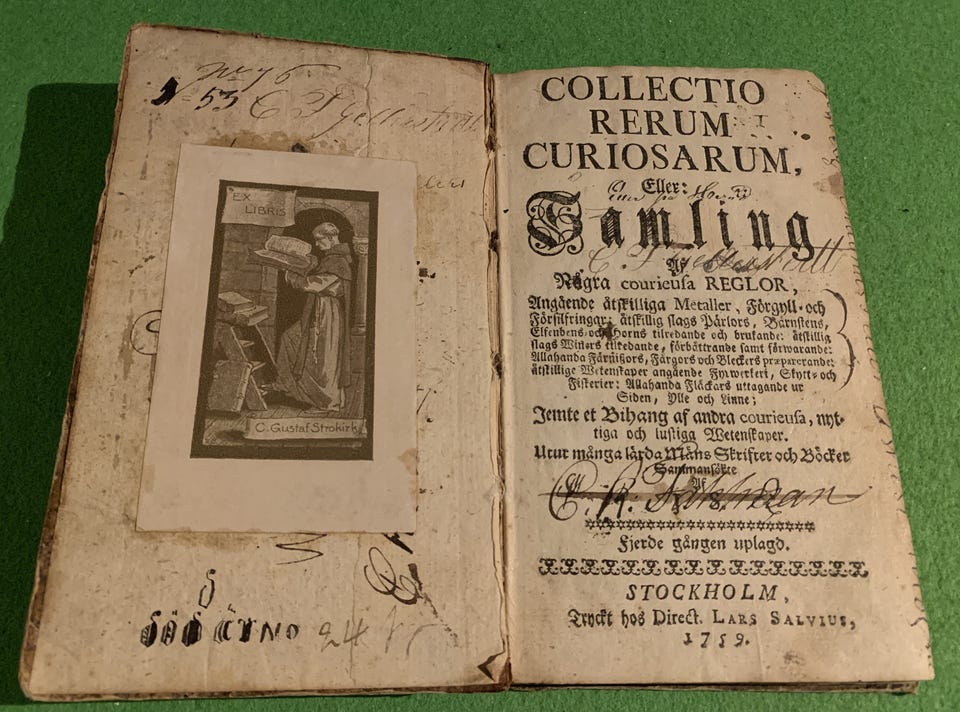 No 53
EX
LIBRIS
C. Gustaf Strokirk
24
COLLECTIO
RERUM
CURIOSARUM,
Eller:
Samling
Af
Några courieusa REGLOR,
Angående åtskilliga Metaller, Förgyll- och
Försilfringar; åtskillig slags Pärlors, Bärnstens,
Elfenbens- och Horns tilredande och brukande: åtskillig
slags Winers tilredande, förbättrande samt förwarande:
Allahanda Färnißors, Färgors och Bleckers præparerande:
åtskillige Wetenskaper angående Fyrwerkeri, Skytt- och
Fiskerier: Allahanda Fläckars uttagande ur
Siden, Ylle och Linne;
Jemte et Bihang af andra courieusa, nyt-
tiga och lustiga Wetenskaper.
Utur många lärda Mäns Skrifter och Böcker
Sammansökte
Af
Fjerde gången uplagd.
STOCKHOLM,
Tryckt hos Direct. LARS SALVIUS,
1759.